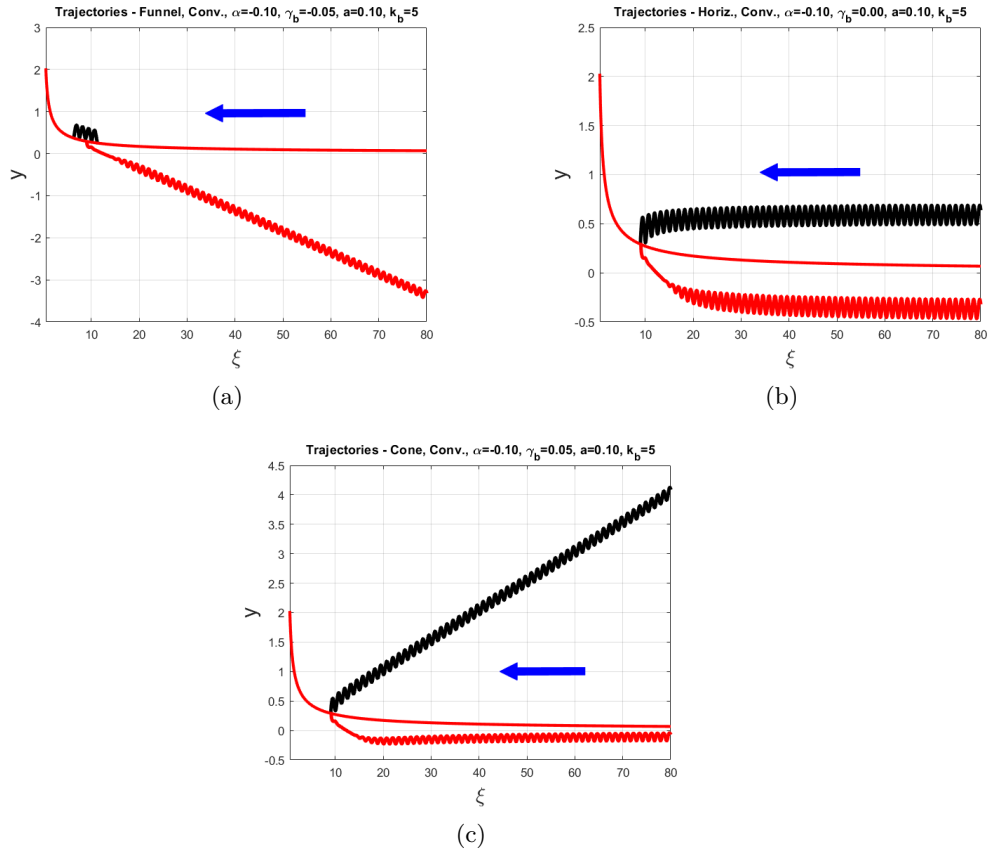 Trajectories - Funnel, Conv., α=-0.10, γb=-0.05, a=0.10, kb=5
3
2
1
0
-1
-2
-3
-4
y
10 20 30 40 50 60 70 80
ξ
(a)
Trajectories - Horiz., Conv., α=-0.10, γb=0.00, a=0.10, kb=5
2.5
2
1.5
1
0.5
0
-0.5
y
10 20 30 40 50 60 70 80
ξ
(b)
Trajectories - Cone, Conv., α=-0.10, γb=0.05, a=0.10, kb=5
4.5
4
3.5
3
2.5
2
1.5
1
0.5
0
-0.5
y
10 20 30 40 50 60 70 80
ξ
(c)